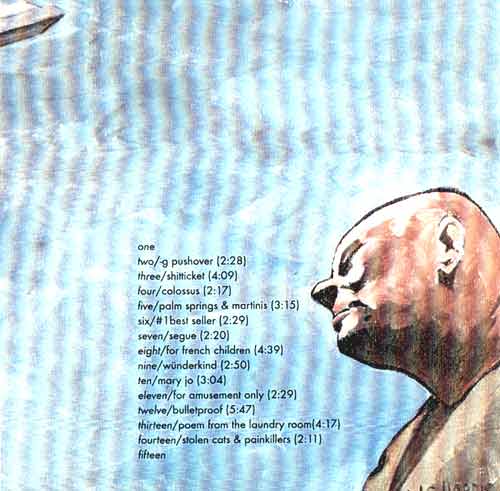 one
two/-g pushover (2:28)
three/shitticket (4:09)
four/colossus (2:17)
five/palm springs & martinis (3:15)
six/#1best seller (2:29)
seven/segue (2:20)
eight/for french children (4:39)
nine/wünderkind (2:50)
ten/mary jo (3:04)
eleven/for amusement only (2:29)
twelve/bulletproof (5:47)
thirteen/poem from the laundry room(4:17)
fourteen/stolen cats & painkillers (2:11)
fifteen